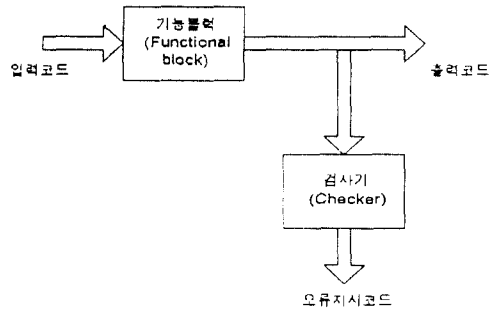 기능블럭
(Functional
block)
입력코드
출력코드
검사기
(Checker)
오류지시코드